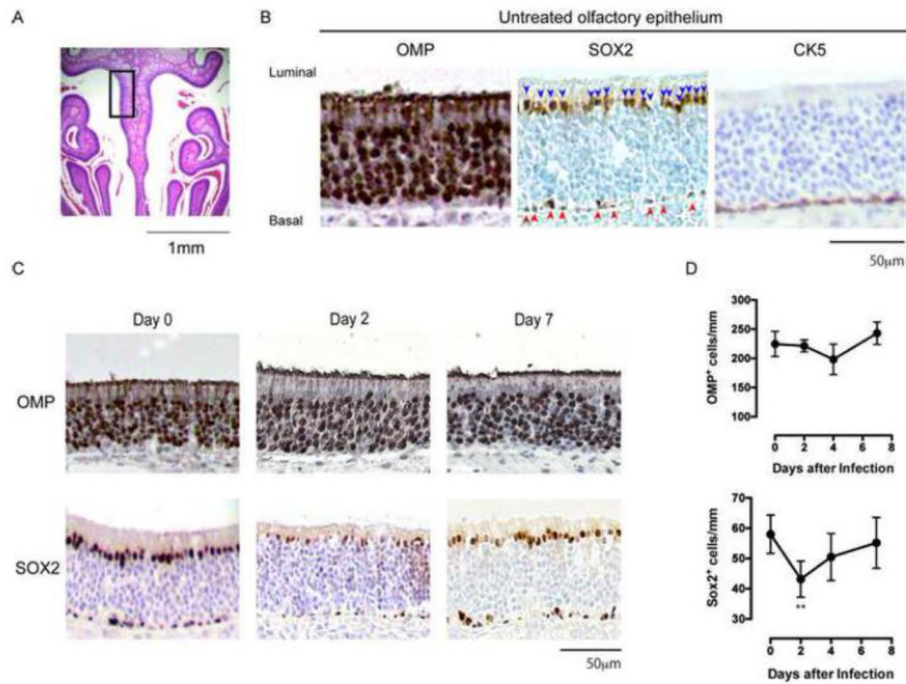 A
1mm
B
Untreated olfactory epithelium
OMP SOX2 CK5
Luminal
Basal
50μm
C
Day 0 Day 2 Day 7
OMP
SOX2
50μm
D
300
250
200
150
100
OMP⁺ cells/mm
0 2 4 6 8
Days after Infection
70
60
50
40
30
Sox2⁺ cells/mm
**
0 2 4 6 8
Days after Infection